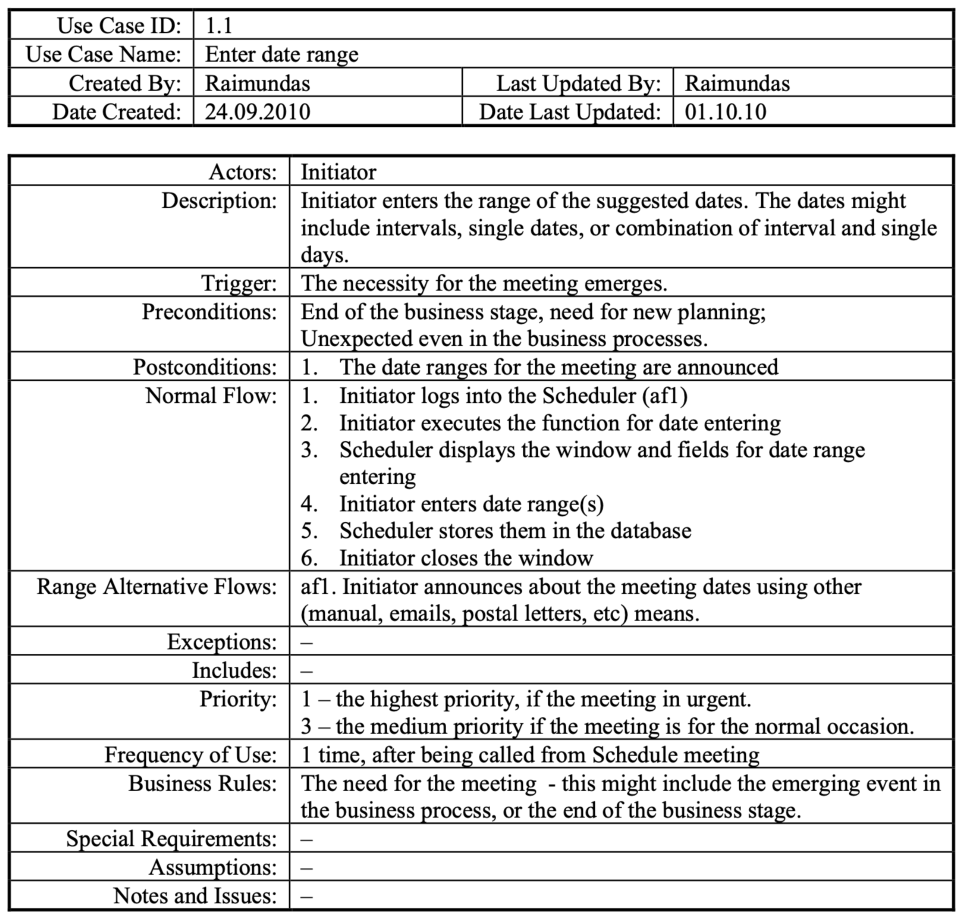 Use Case ID: 1.1
Use Case Name: Enter date range
Created By: Raimundas Last Updated By: Raimundas
Date Created: 24.09.2010 Date Last Updated: 01.10.10
Actors: Initiator
Description: Initiator enters the range of the suggested dates. The dates might
include intervals, single dates, or combination of interval and single
days.
Trigger: The necessity for the meeting emerges.
Preconditions: End of the business stage, need for new planning;
Unexpected even in the business processes.
Postconditions: 1. The date ranges for the meeting are announced
Normal Flow: 1. Initiator logs into the Scheduler (af1)
2. Initiator executes the function for date entering
3. Scheduler displays the window and fields for date range
entering
4. Initiator enters date range(s)
5. Scheduler stores them in the database
6. Initiator closes the window
Range Alternative Flows: af1. Initiator announces about the meeting dates using other
(manual, emails, postal letters, etc) means.
Exceptions: –
Includes: –
Priority: 1 – the highest priority, if the meeting in urgent.
3 – the medium priority if the meeting is for the normal occasion.
Frequency of Use: 1 time, after being called from Schedule meeting
Business Rules: The need for the meeting - this might include the emerging event in
the business process, or the end of the business stage.
Special Requirements: –
Assumptions: –
Notes and Issues: –